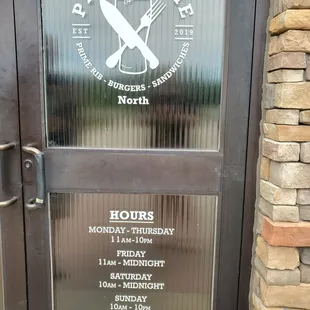 EST 2019
PRIME RIB - BURGERS - SANDWICHES
North
HOURS
MONDAY - THURSDAY
11AM-10PM
FRIDAY
11AM - MIDNIGHT
SATURDAY
10AM - MIDNIGHT
SUNDAY
10AM - 10PM